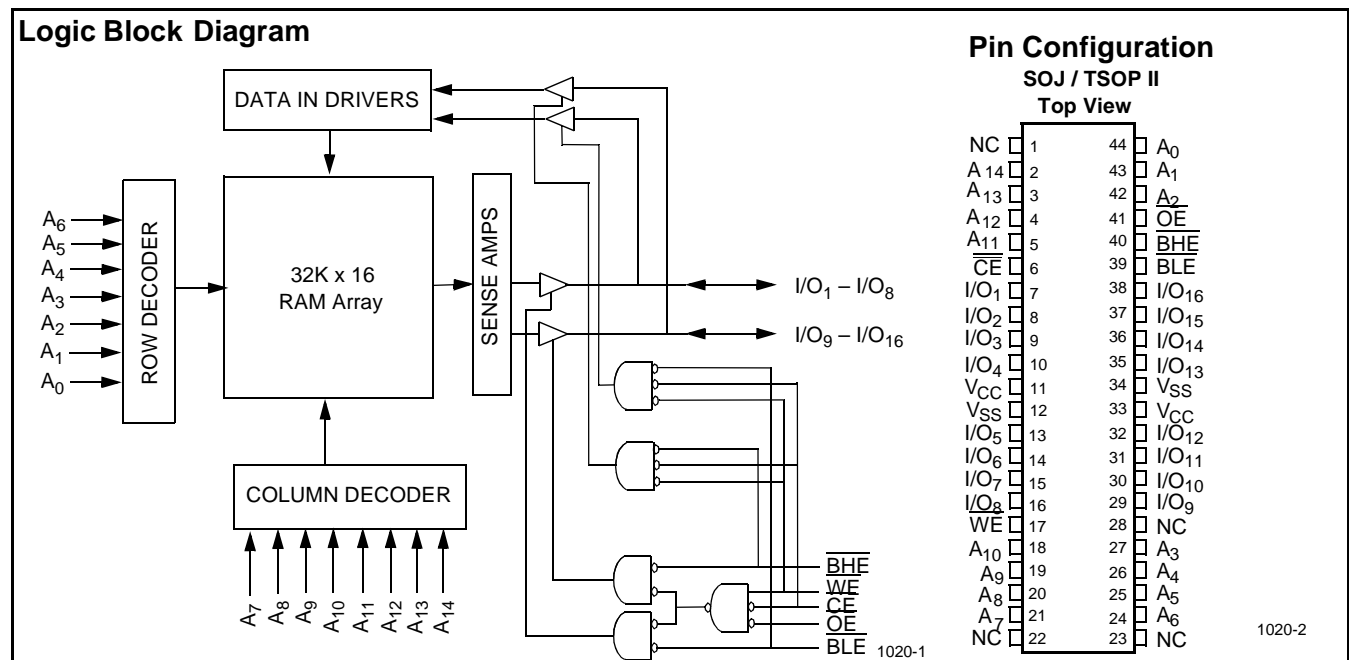 Logic Block Diagram
DATA IN DRIVERS
A6
A5
A4
A3
A2
A1
A0
ROW DECODER
32K x 16
RAM Array
SENSE AMPS
I/O1 – I/O8
I/O9 – I/O16
COLUMN DECODER
A7
A8
A9
A10
A11
A12
A13
A14
BHE
WE
CE
OE
BLE
1020-1
Pin Configuration
SOJ / TSOP II
Top View
NC 1 44 A0
A14 2 43 A1
A13 3 42 A2
A12 4 41 OE
A11 5 40 BHE
CE 6 39 BLE
I/O1 7 38 I/O16
I/O2 8 37 I/O15
I/O3 9 36 I/O14
I/O4 10 35 I/O13
VCC 11 34 VSS
VSS 12 33 VCC
I/O5 13 32 I/O12
I/O6 14 31 I/O11
I/O7 15 30 I/O10
I/O8 16 29 I/O9
WE 17 28 NC
A10 18 27 A3
A9 19 26 A4
A8 20 25 A5
A7 21 24 A6
NC 22 23 NC
1020-2